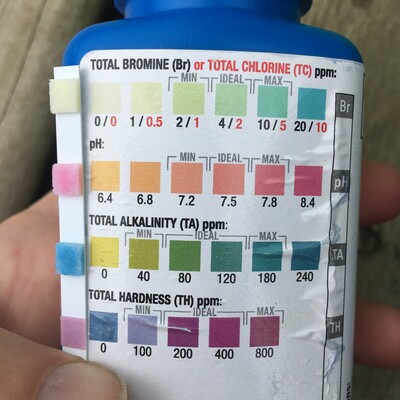 TOTAL BROMINE (Br) or TOTAL CHLORINE (TC) ppm:
MIN IDEAL MAX
0 / 0 1 / 0.5 2 / 1 4 / 2 10 / 5 20 / 10 Br
pH:
MIN IDEAL MAX
6.4 6.8 7.2 7.5 7.8 8.4 pH
TOTAL ALKALINITY (TA) ppm:
MIN IDEAL MAX
0 40 80 120 180 240 TA
TOTAL HARDNESS (TH) ppm:
MIN IDEAL MAX
0 100 200 400 800 TH